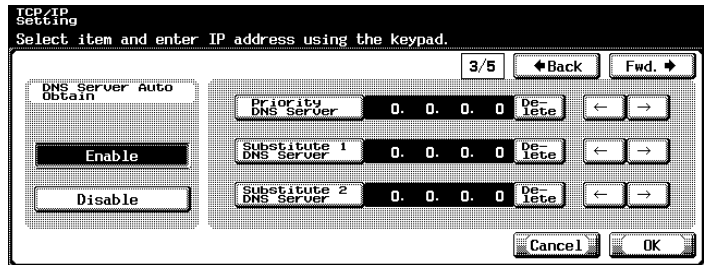 TCP/IP
Setting
Select item and enter IP address using the keypad.
3/5 ←Back Fwd. →
DNS Server Auto
Obtain
Priority
DNS Server 0. 0. 0. 0 De-
lete ← →
Enable
Substitute 1
DNS Server 0. 0. 0. 0 De-
lete ← →
Disable
Substitute 2
DNS Server 0. 0. 0. 0 De-
lete ← →
Cancel OK